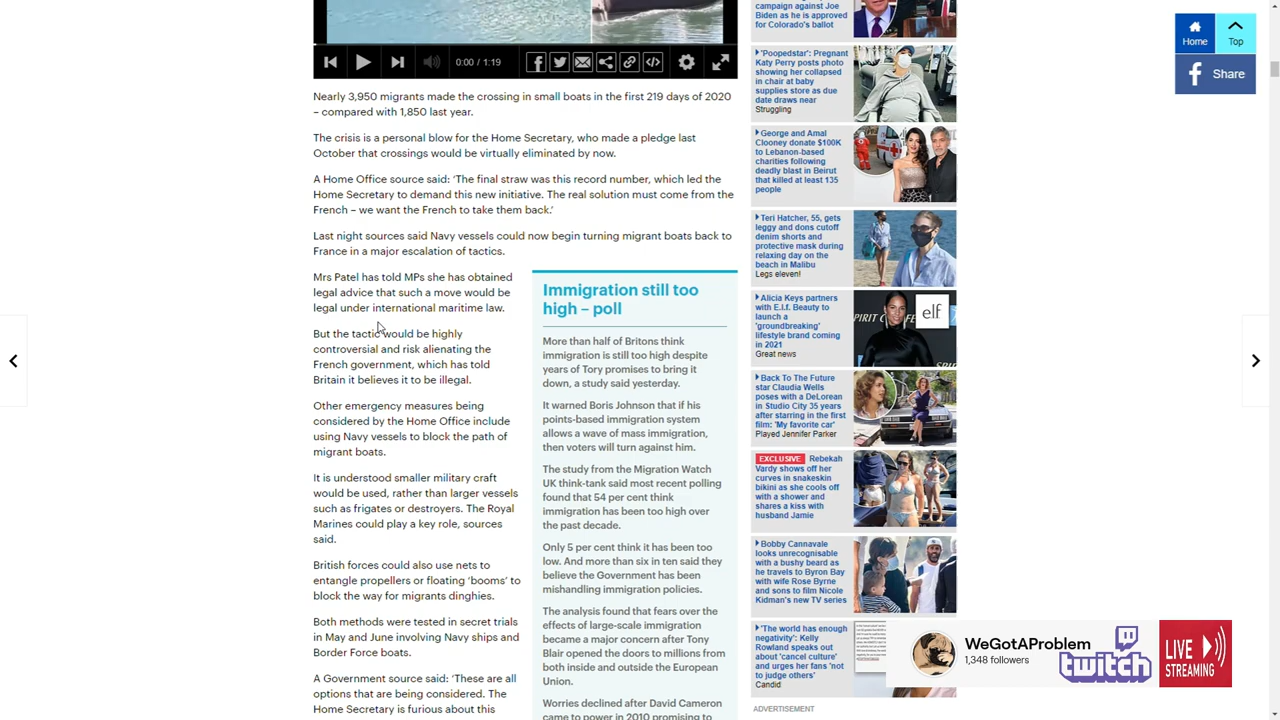 campaign against Joe
Biden as he is approved
for Colorado's ballot
Home
Top
Share
0:00 / 1:19
'Poopedstar': Pregnant
Katy Perry posts photo
showing her collapsed
in chair at baby
supplies store as due
date draws near
Struggling
Nearly 3,950 migrants made the crossing in small boats in the first 219 days of 2020
– compared with 1,850 last year.
The crisis is a personal blow for the Home Secretary, who made a pledge last
October that crossings would be virtually eliminated by now.
A Home Office source said: 'The final straw was this record number, which led the
Home Secretary to demand this new initiative. The real solution must come from the
French – we want the French to take them back.'
Last night sources said Navy vessels could now begin turning migrant boats back to
France in a major escalation of tactics.
Mrs Patel has told MPs she has obtained
legal advice that such a move would be
legal under international maritime law.
But the tactic would be highly
controversial and risk alienating the
French government, which has told
Britain it believes it to be illegal.
Other emergency measures being
considered by the Home Office include
using Navy vessels to block the path of
migrant boats.
It is understood smaller military craft
would be used, rather than larger vessels
such as frigates or destroyers. The Royal
Marines could play a key role, sources
said.
British forces could also use nets to
entangle propellers or floating 'booms' to
block the way for migrants dinghies.
Both methods were tested in secret trials
in May and June involving Navy ships and
Border Force boats.
A Government source said: 'These are all
options that are being considered. The
Home Secretary is furious about this
Immigration still too
high – poll
More than half of Britons think
immigration is still too high despite
years of Tory promises to bring it
down, a study said yesterday.
It warned Boris Johnson that if his
points-based immigration system
allows a wave of mass immigration,
then voters will turn against him.
The study from the Migration Watch
UK think-tank said most recent polling
found that 54 per cent think
immigration has been too high over
the past decade.
Only 5 per cent think it has been too
low. And more than six in ten said they
believe the Government has been
mishandling immigration policies.
The analysis found that fears over the
effects of large-scale immigration
became a major concern after Tony
Blair opened the doors to millions from
both inside and outside the European
Union.
Worries declined after David Cameron
came to power in 2010 promising to
George and Amal
Clooney donate $100K
to Lebanon-based
charities following
deadly blast in Beirut
that killed at least 135
people
Teri Hatcher, 55, gets
leggy and dons cutoff
denim shorts and
protective mask during
relaxing day on the
beach in Malibu
Legs eleven!
Alicia Keys partners
with E.l.f. Beauty to
launch a
'groundbreaking'
lifestyle brand coming
in 2021
Great news
elf
Back To The Future
star Claudia Wells
poses with a DeLorean
in Studio City 35 years
after starring in the first
film: 'My favorite car'
Played Jennifer Parker
EXCLUSIVE Rebekah
Vardy shows off her
curves in snakeskin
bikini as she cools off
with a shower and
shares a kiss with
husband Jamie
Bobby Cannavale
looks unrecognisable
with a bushy beard as
he travels to Byron Bay
with wife Rose Byrne
and sons to film Nicole
Kidman's new TV series
'The world has enough
negativity': Kelly
Rowland speaks out
about 'cancel culture'
and urges her fans 'not
to judge others'
Candid
ADVERTISEMENT
WeGotAProblem
1,348 followers
twitch
LIVE
STREAMING